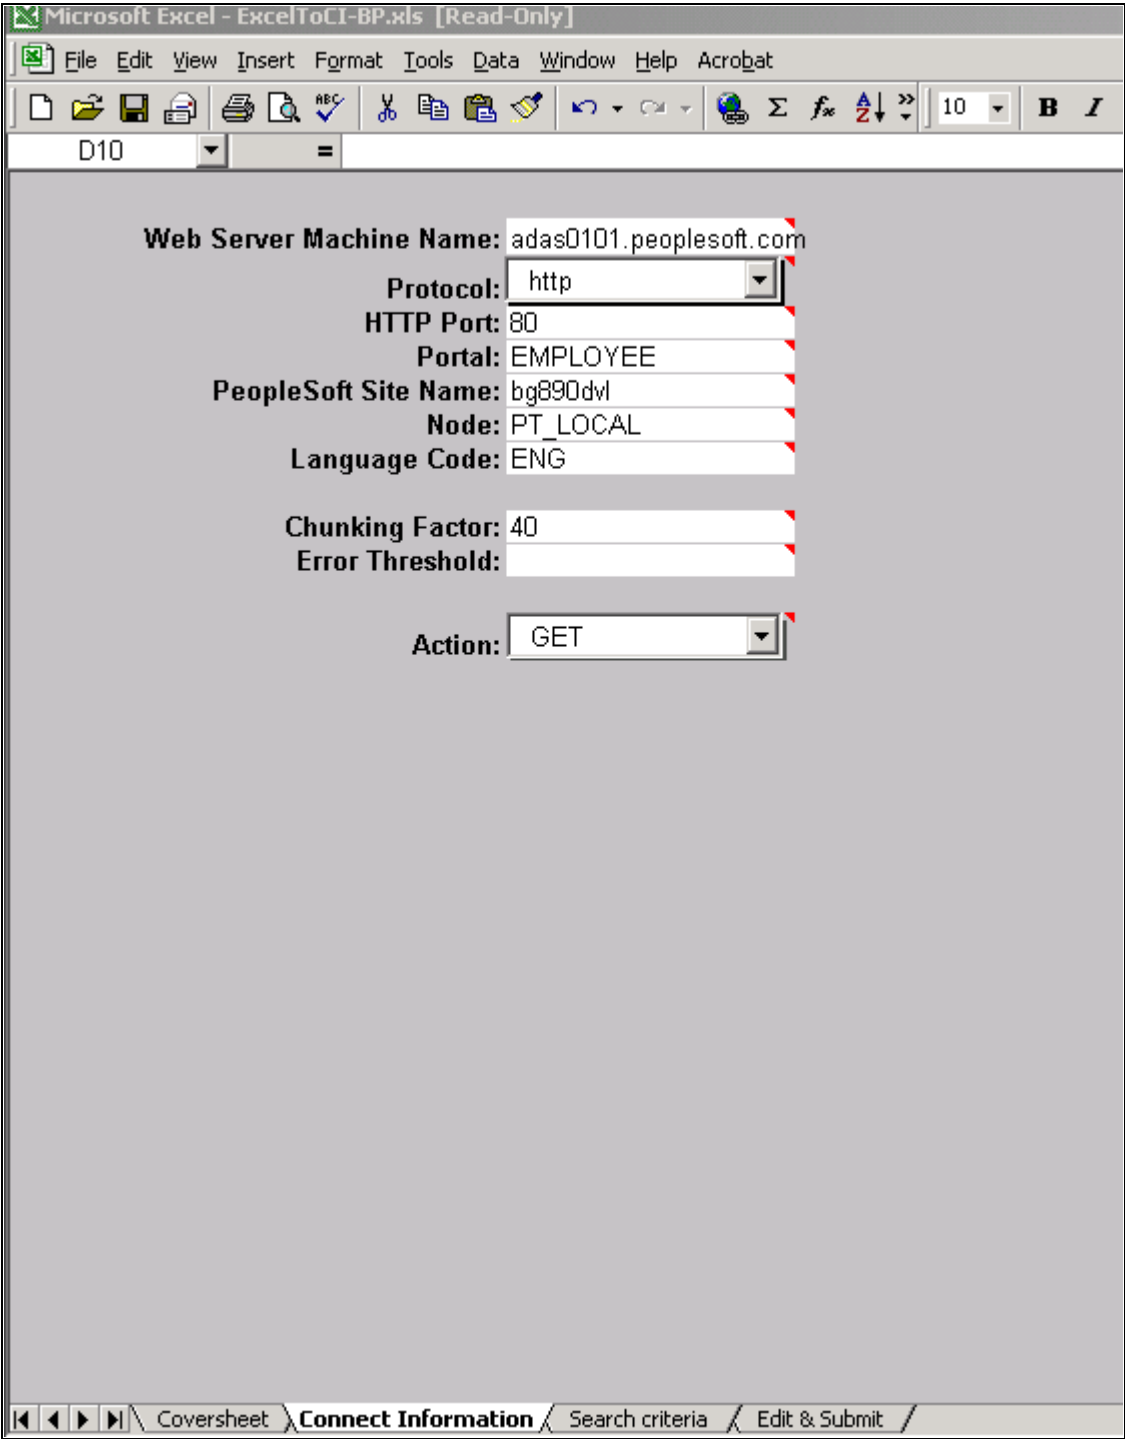 Microsoft Excel - ExcelToCI-BP.xls [Read-Only]
File Edit View Insert Format Tools Data Window Help Acrobat
ABC Σ fx A Z » 10 B I
D10 =
Web Server Machine Name: adas0101.peoplesoft.com
Protocol: http
HTTP Port: 80
Portal: EMPLOYEE
PeopleSoft Site Name: bg890dvl
Node: PT_LOCAL
Language Code: ENG
Chunking Factor: 40
Error Threshold:
Action: GET
Coversheet Connect Information Search criteria Edit & Submit